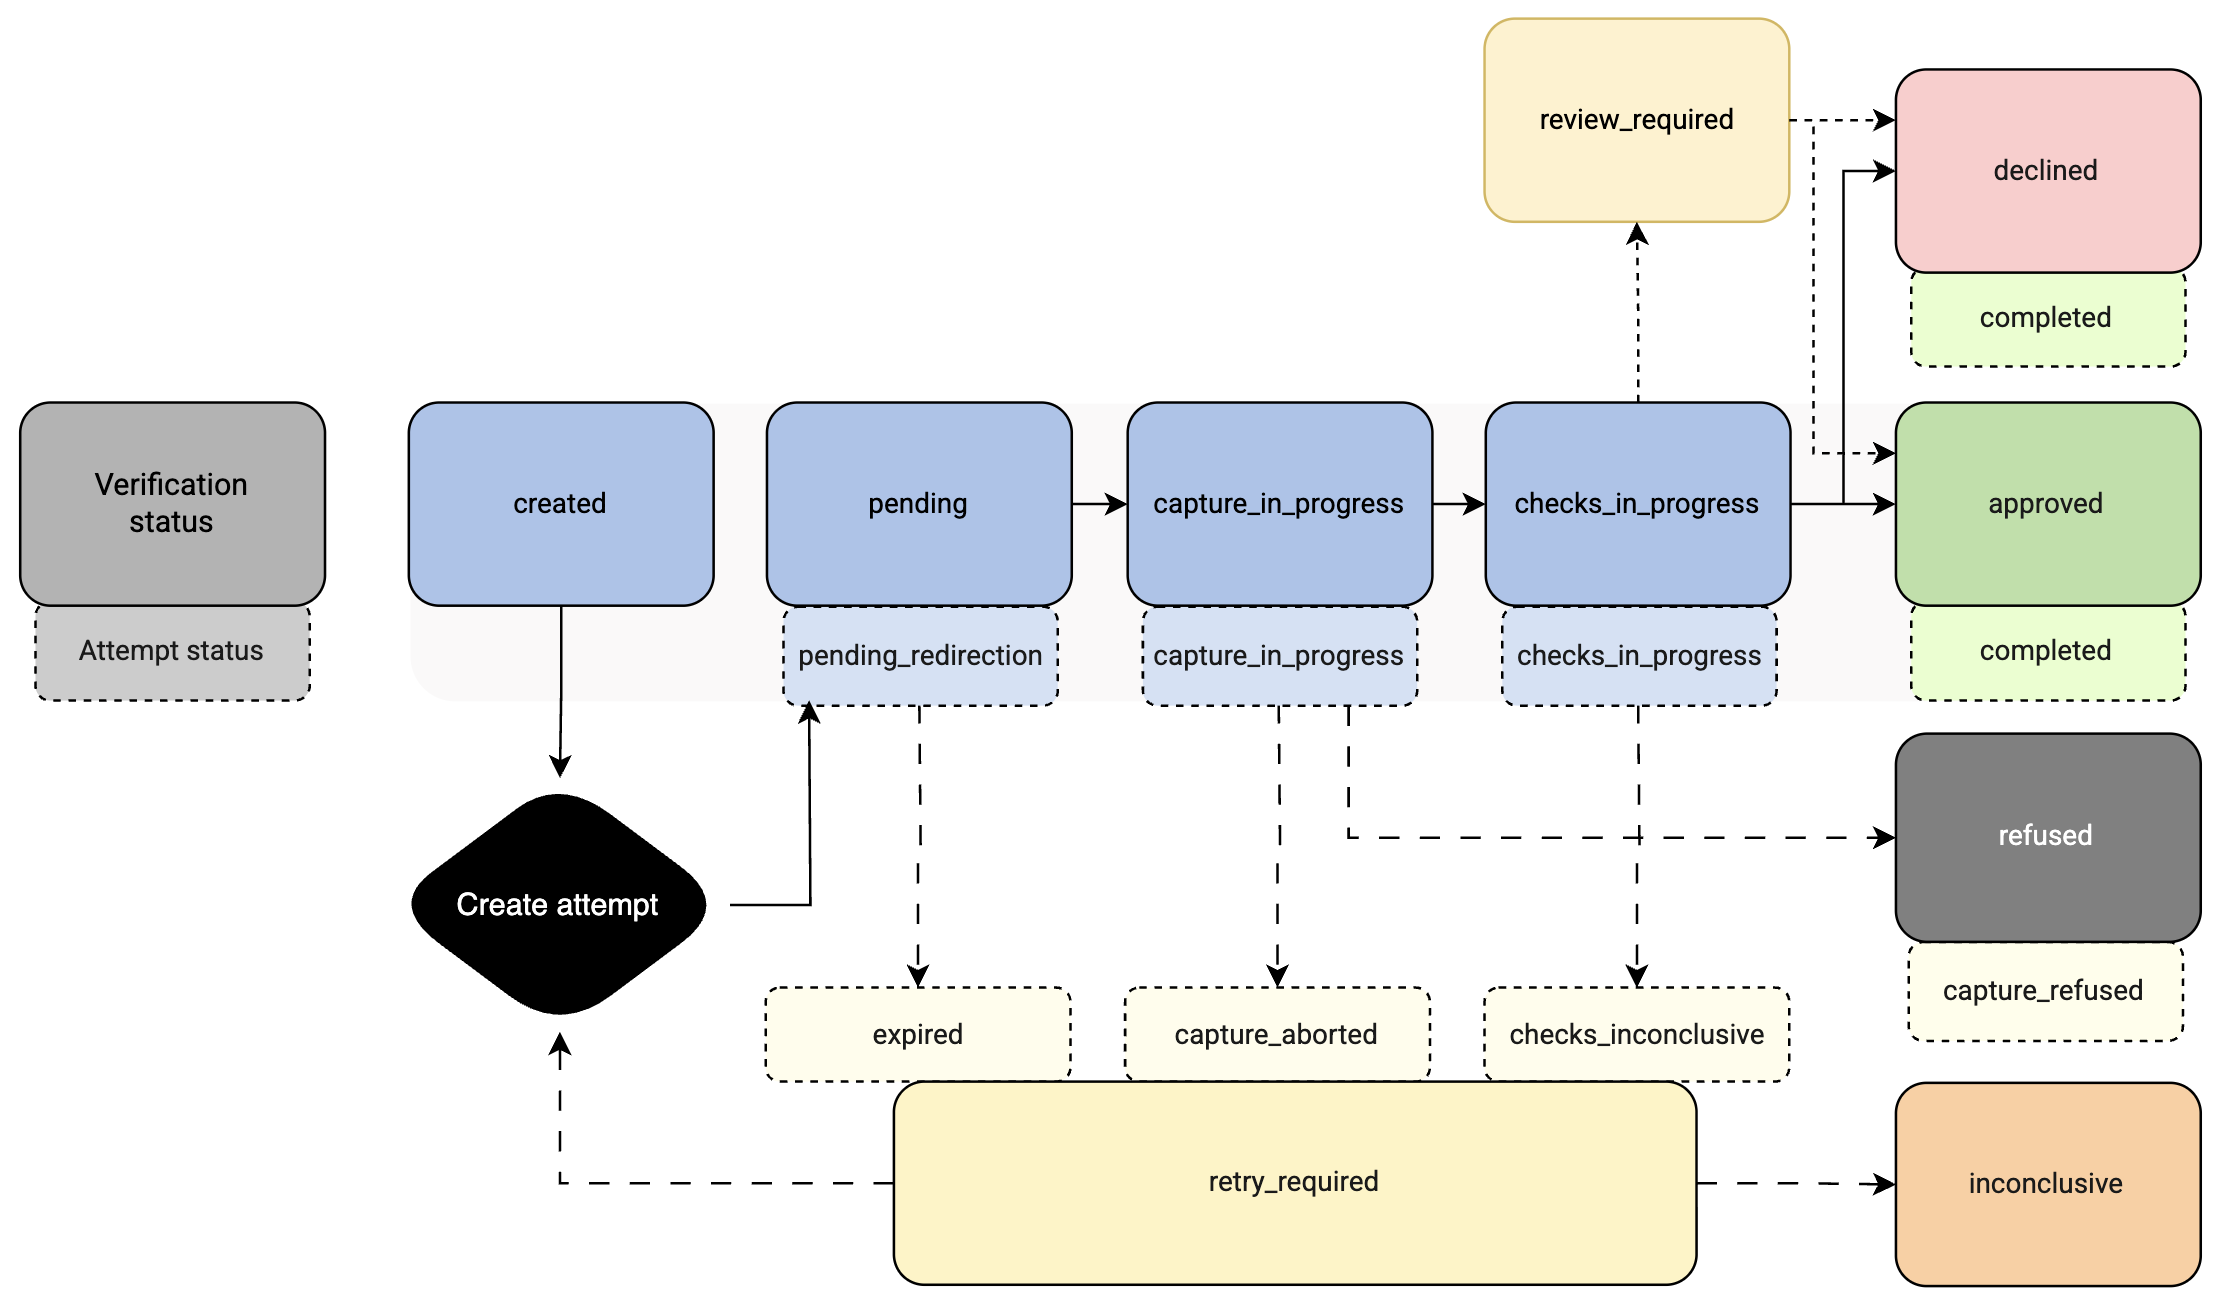 review_required
declined
completed
Verification
status
Attempt status
created
pending
pending_redirection
capture_in_progress
capture_in_progress
checks_in_progress
checks_in_progress
approved
completed
Create attempt
refused
capture_refused
expired
capture_aborted
checks_inconclusive
retry_required
inconclusive